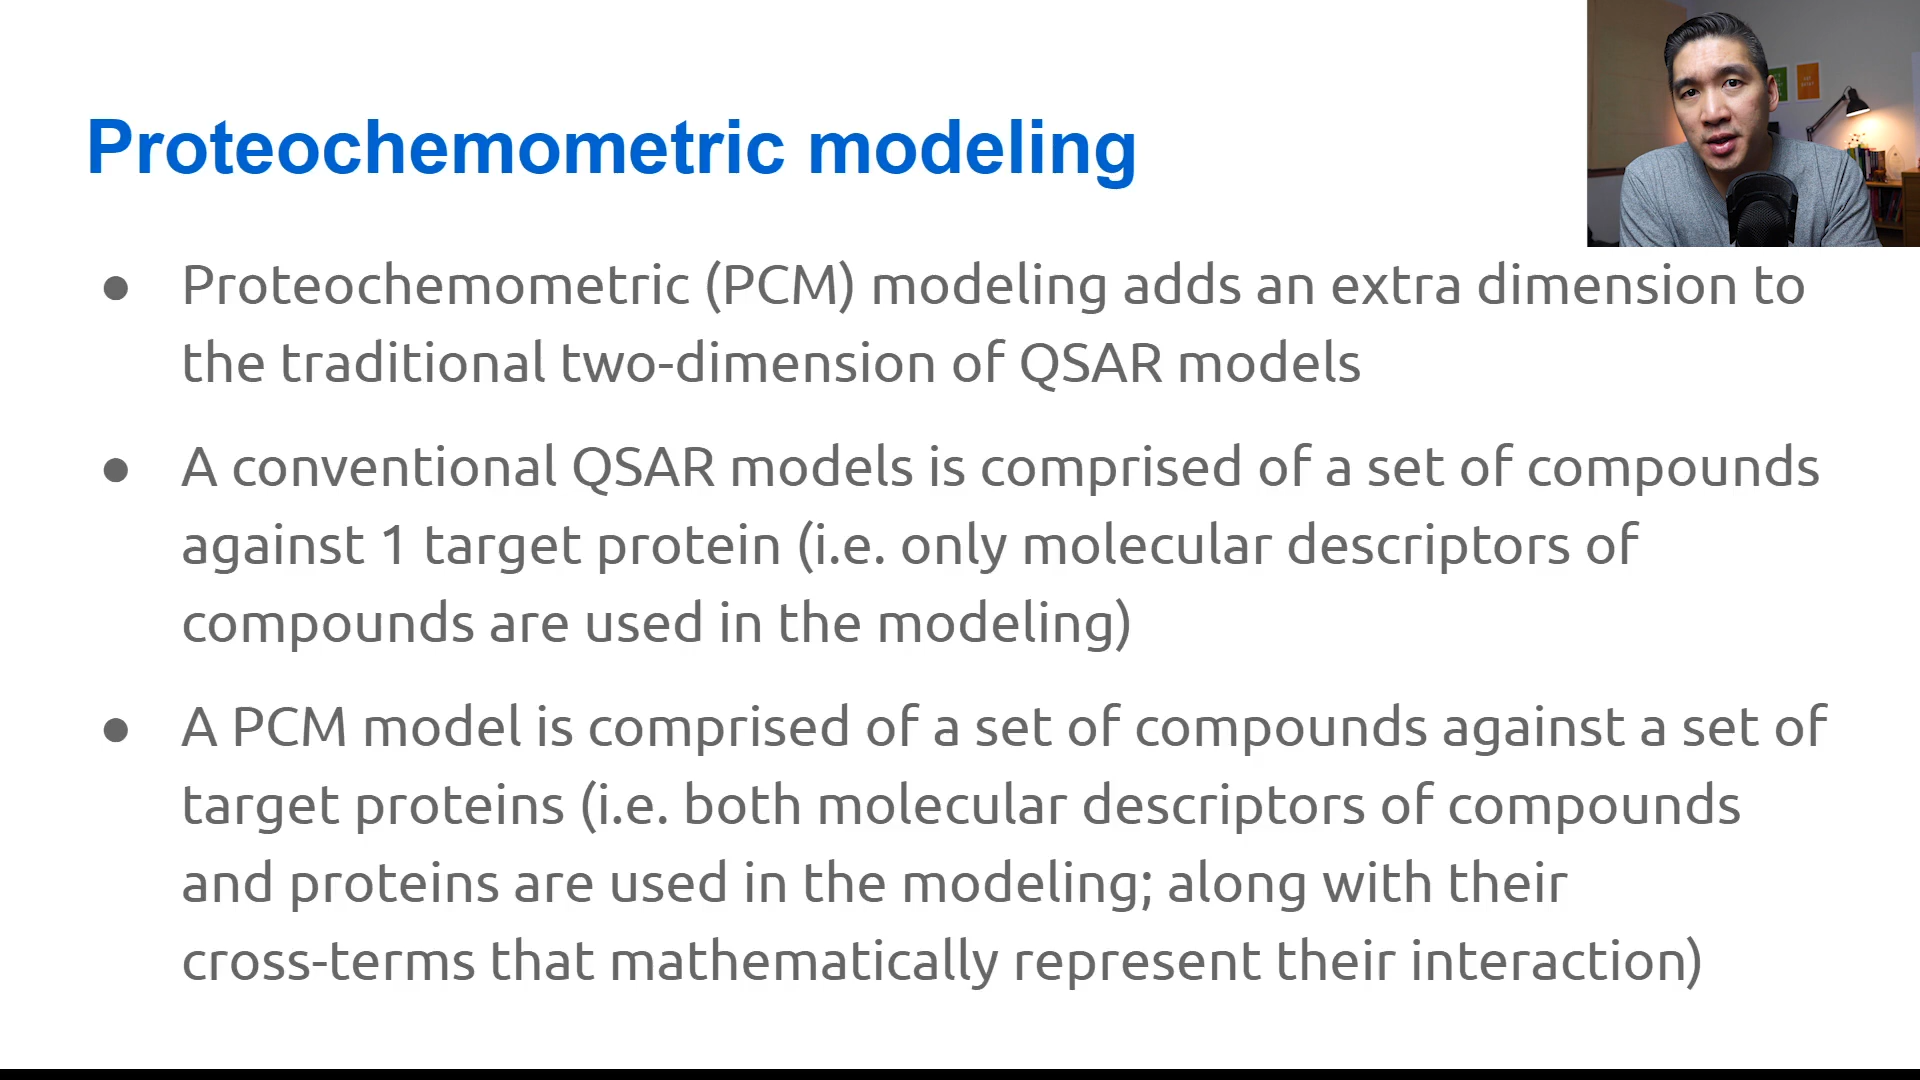 Proteochemometric modeling
● Proteochemometric (PCM) modeling adds an extra dimension to
the traditional two-dimension of QSAR models
● A conventional QSAR models is comprised of a set of compounds
against 1 target protein (i.e. only molecular descriptors of
compounds are used in the modeling)
● A PCM model is comprised of a set of compounds against a set of
target proteins (i.e. both molecular descriptors of compounds
and proteins are used in the modeling; along with their
cross-terms that mathematically represent their interaction)